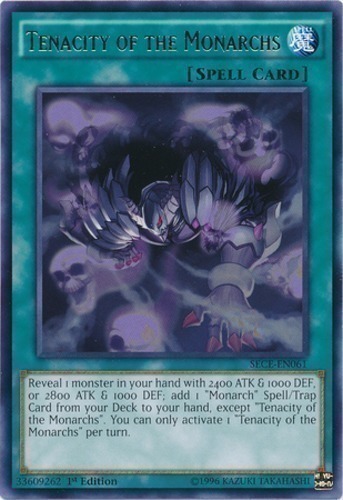 TENACITY OF THE MONARCHS
魔
[SPELL CARD]
SECE-EN061
Reveal 1 monster in your hand with 2400 ATK & 1000 DEF,
or 2800 ATK & 1000 DEF; add 1 "Monarch" Spell/Trap
Card from your Deck to your hand, except "Tenacity of
the Monarchs". You can only activate 1 "Tenacity of the
Monarchs" per turn.
33609262 1st Edition ©1996 KAZUKI TAKAHASHI